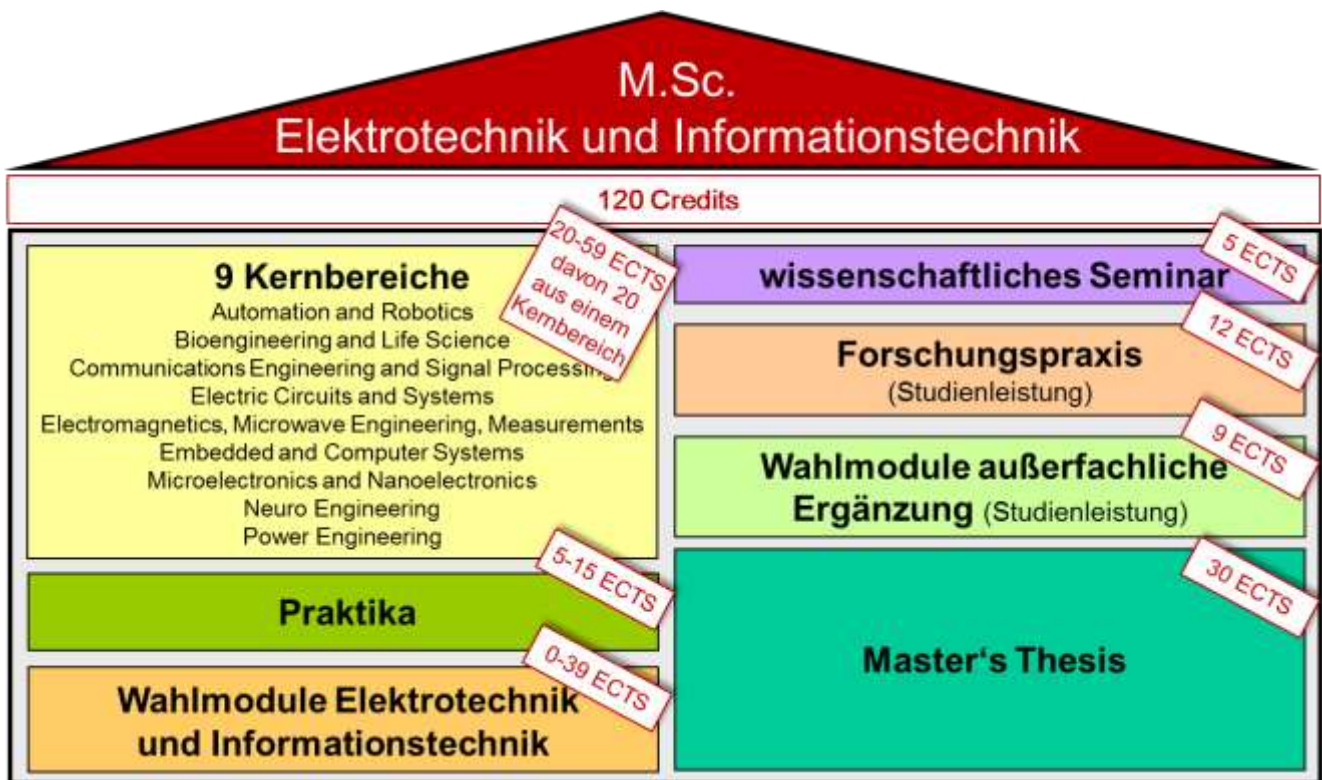 M.Sc.
Elektrotechnik und Informationstechnik
120 Credits
9 Kernbereiche
Automation and Robotics
Bioengineering and Life Science
Communications Engineering and Signal Processing
Electric Circuits and Systems
Electromagnetics, Microwave Engineering, Measurements
Embedded and Computer Systems
Microelectronics and Nanoelectronics
Neuro Engineering
Power Engineering
20-59 ECTS
davon 20
aus einem
Kernbereich
Praktika
5-15 ECTS
Wahlmodule Elektrotechnik
und Informationstechnik
0-39 ECTS
wissenschaftliches Seminar
5 ECTS
Forschungspraxis
(Studienleistung)
12 ECTS
Wahlmodule außerfachliche
Ergänzung (Studienleistung)
9 ECTS
Master‘s Thesis
30 ECTS